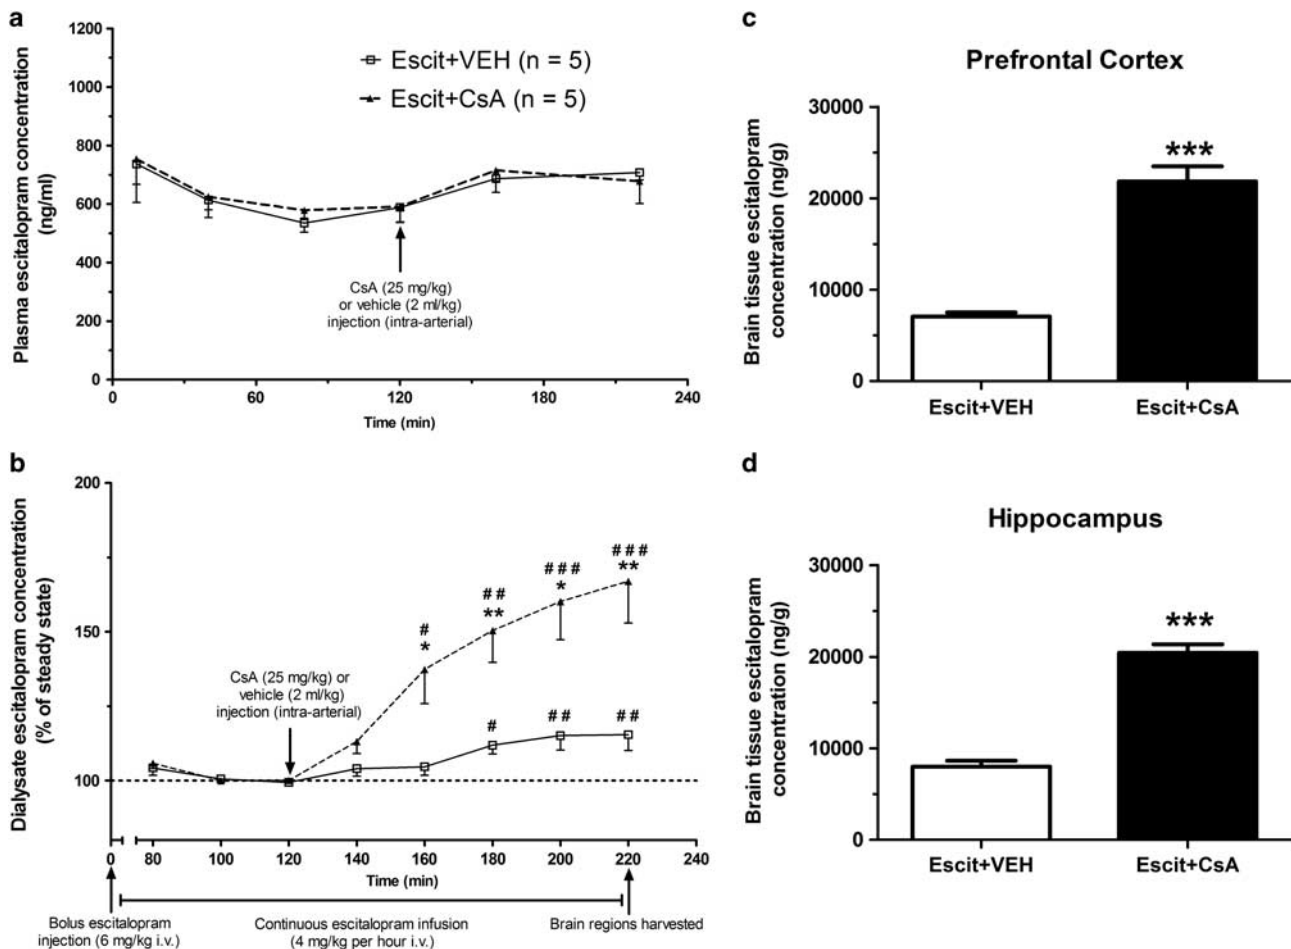 a
1200
1000
800
600
400
200
0
Plasma escitalopram concentration
(ng/ml)
Escit+VEH (n = 5)
Escit+CsA (n = 5)
CsA (25 mg/kg)
or vehicle (2 ml/kg)
injection (intra-arterial)
0 60 120 180 240
Time (min)
b
200
150
100
Dialysate escitalopram concentration
(% of steady state)
CsA (25 mg/kg) or
vehicle (2 ml/kg)
injection (intra-arterial)
#
*
##
**
###
*
###
**
#
##
##
0 80 100 120 140 160 180 200 220 240
Time (min)
Bolus escitalopram
injection (6 mg/kg i.v.)
Continuous escitalopram infusion
(4 mg/kg per hour i.v.)
Brain regions harvested
c
Prefrontal Cortex
30000
20000
10000
0
Brain tissue escitalopram
concentration (ng/g)
***
Escit+VEH Escit+CsA
d
Hippocampus
30000
20000
10000
0
Brain tissue escitalopram
concentration (ng/g)
***
Escit+VEH Escit+CsA